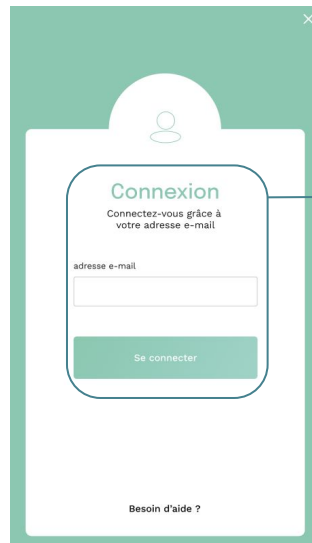 Connexion
Connectez-vous grâce à
votre adresse e-mail
adresse e-mail
Se connecter
Besoin d'aide ?